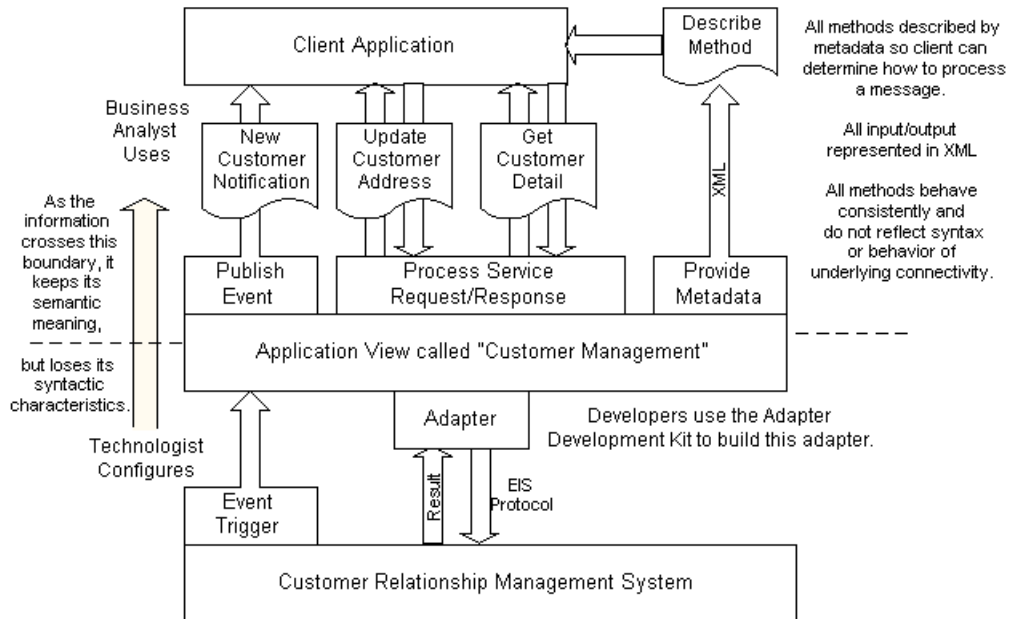 Client Application
Describe
Method
All methods described by
metadata so client can
determine how to process
a message.
All input/output
represented in XML
All methods behave
consistently and
do not reflect syntax
or behavior of
underlying connectivity.
Business
Analyst
Uses
New
Customer
Notification
Update
Customer
Address
Get
Customer
Detail
XML
As the
information
crosses this
boundary, it
keeps its
semantic
meaning,
but loses its
syntactic
characteristics.
Publish
Event
Process Service
Request/Response
Provide
Metadata
Application View called "Customer Management"
Adapter
Developers use the Adapter
Development Kit to build this adapter.
Technologist
Configures
Event
Trigger
Result
EIS
Protocol
Customer Relationship Management System